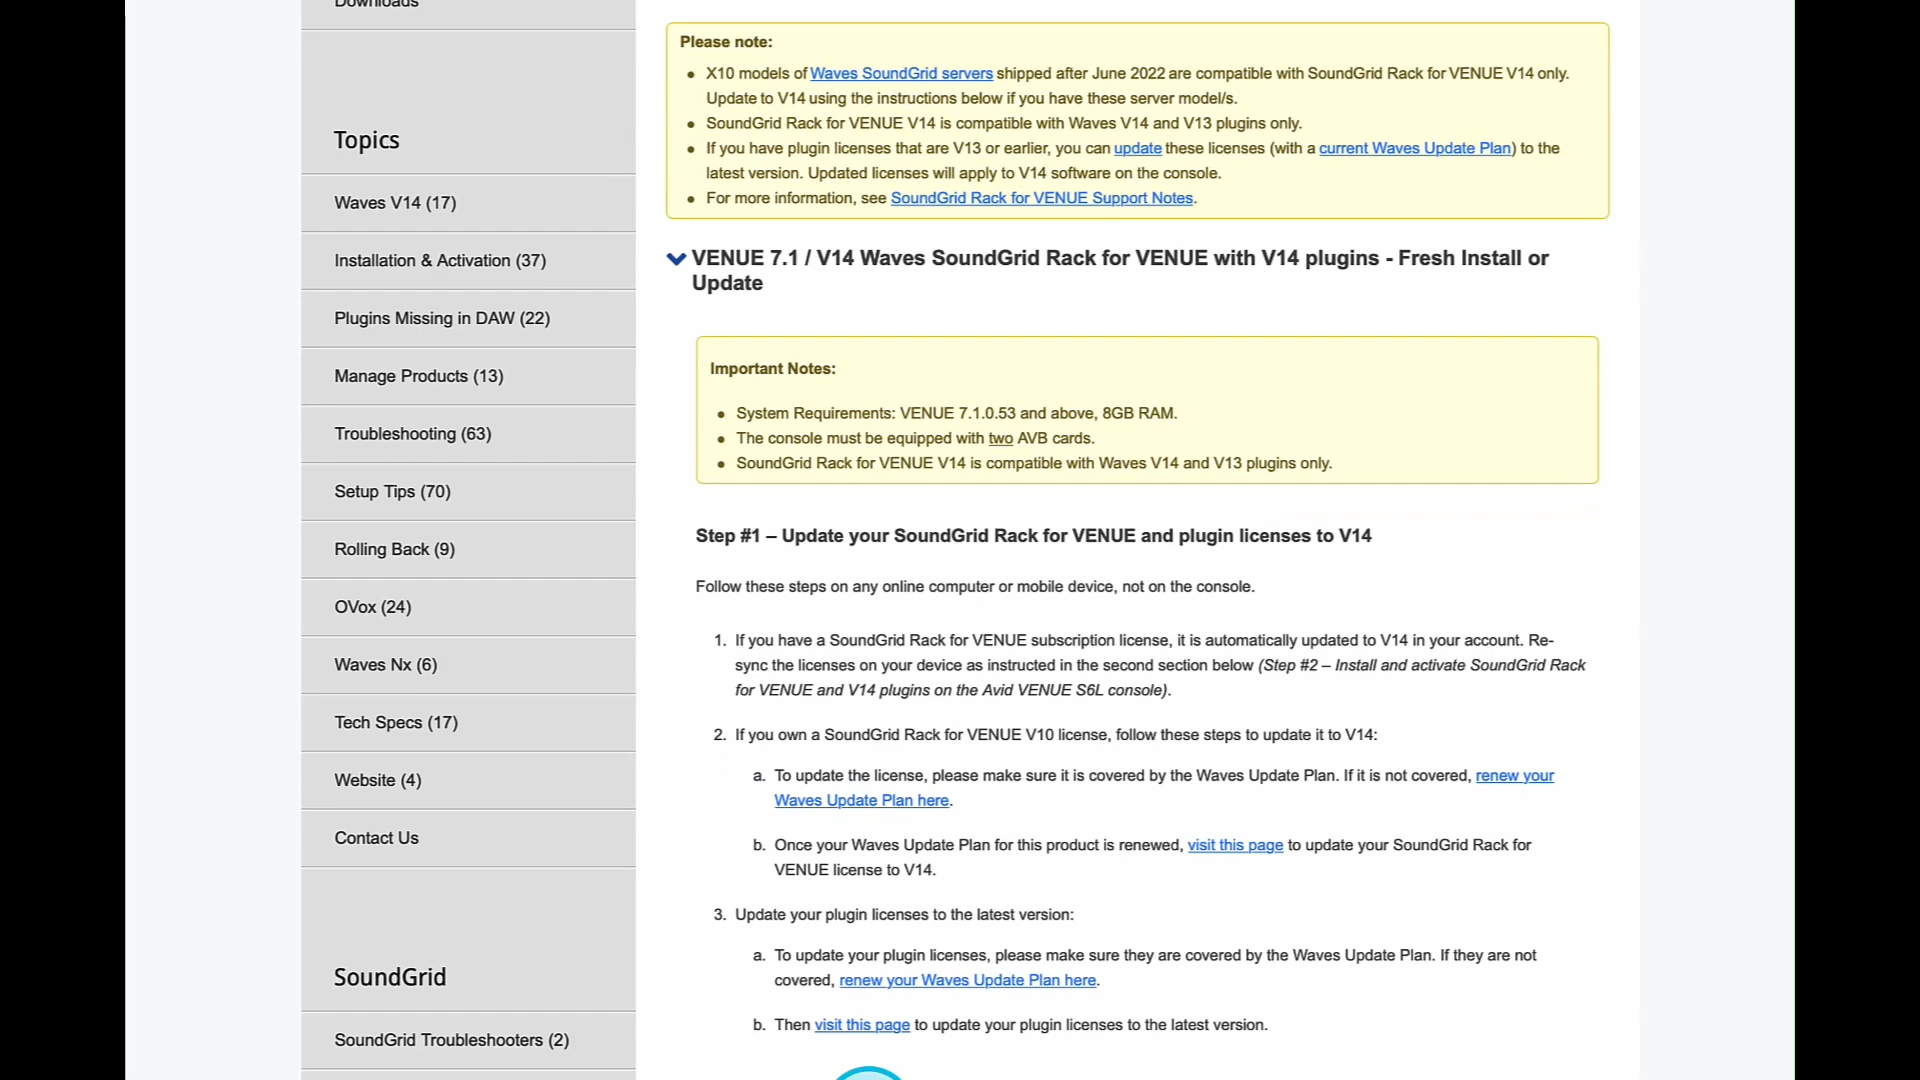 Downloads
Topics
Waves V14 (17)
Installation & Activation (37)
Plugins Missing in DAW (22)
Manage Products (13)
Troubleshooting (63)
Setup Tips (70)
Rolling Back (9)
OVox (24)
Waves Nx (6)
Tech Specs (17)
Website (4)
Contact Us
SoundGrid
SoundGrid Troubleshooters (2)
Please note:
• X10 models of Waves SoundGrid servers shipped after June 2022 are compatible with SoundGrid Rack for VENUE V14 only.
Update to V14 using the instructions below if you have these server model/s.
• SoundGrid Rack for VENUE V14 is compatible with Waves V14 and V13 plugins only.
• If you have plugin licenses that are V13 or earlier, you can update these licenses (with a current Waves Update Plan) to the
latest version. Updated licenses will apply to V14 software on the console.
• For more information, see SoundGrid Rack for VENUE Support Notes.
VENUE 7.1 / V14 Waves SoundGrid Rack for VENUE with V14 plugins - Fresh Install or
Update
Important Notes:
• System Requirements: VENUE 7.1.0.53 and above, 8GB RAM.
• The console must be equipped with two AVB cards.
• SoundGrid Rack for VENUE V14 is compatible with Waves V14 and V13 plugins only.
Step #1 – Update your SoundGrid Rack for VENUE and plugin licenses to V14
Follow these steps on any online computer or mobile device, not on the console.
1. If you have a SoundGrid Rack for VENUE subscription license, it is automatically updated to V14 in your account. Re-
sync the licenses on your device as instructed in the second section below (Step #2 – Install and activate SoundGrid Rack
for VENUE and V14 plugins on the Avid VENUE S6L console).
2. If you own a SoundGrid Rack for VENUE V10 license, follow these steps to update it to V14:
a. To update the license, please make sure it is covered by the Waves Update Plan. If it is not covered, renew your
Waves Update Plan here.
b. Once your Waves Update Plan for this product is renewed, visit this page to update your SoundGrid Rack for
VENUE license to V14.
3. Update your plugin licenses to the latest version:
a. To update your plugin licenses, please make sure they are covered by the Waves Update Plan. If they are not
covered, renew your Waves Update Plan here.
b. Then visit this page to update your plugin licenses to the latest version.